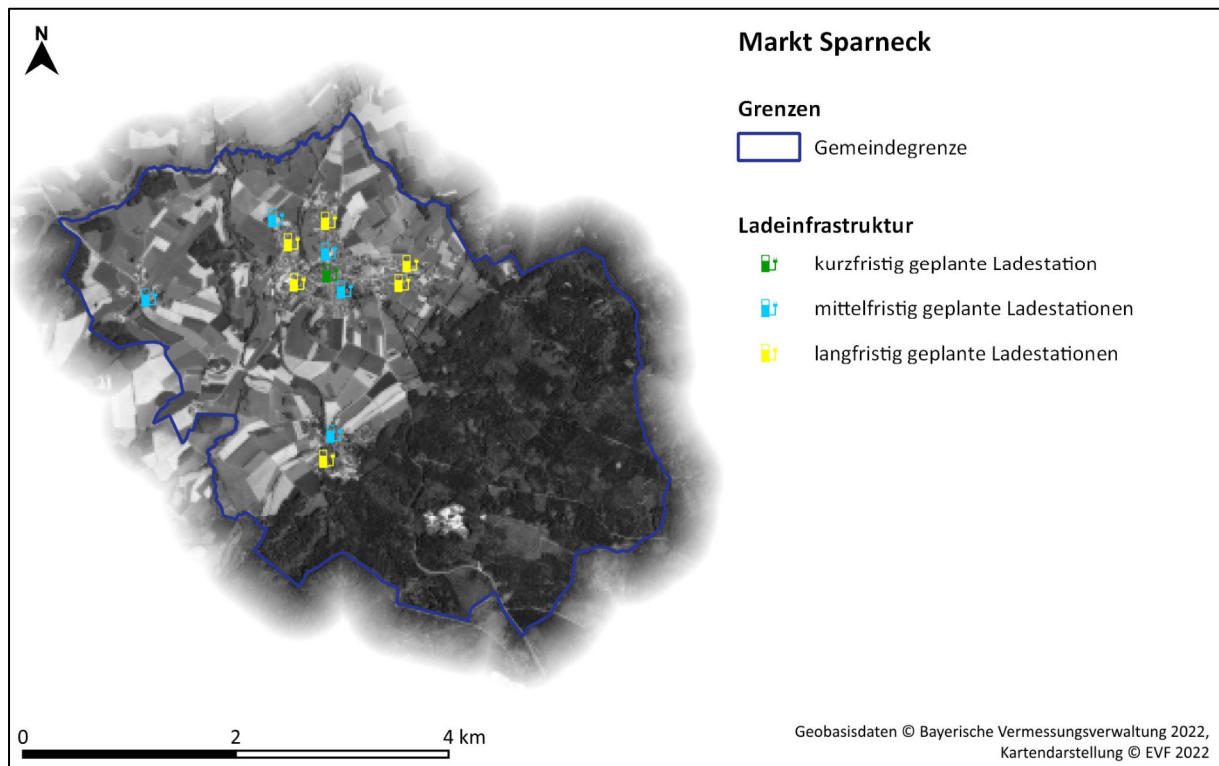 N
Markt Sparneck
Grenzen
Gemeindegrenze
Ladeinfrastruktur
kurzfristig geplante Ladestation
mittelfristig geplante Ladestationen
langfristig geplante Ladestationen
0 2 4 km
Geobasisdaten © Bayerische Vermessungsverwaltung 2022,
Kartendarstellung © EVF 2022